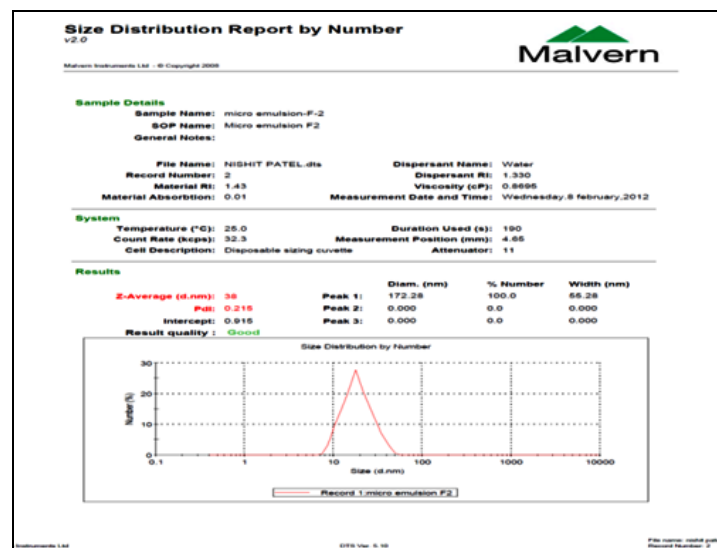 Size Distribution Report by Number
v2.0
Malvern
Malvern Instruments Ltd - © Copyright 2008
Sample Details
Sample Name: micro emulsion-F-2
SOP Name: Micro emulsion F2
General Notes:
File Name: NISHIT PATEL.dts Dispersant Name: Water
Record Number: 2 Dispersant RI: 1.330
Material RI: 1.43 Viscosity (cP): 0.8695
Material Absorbtion: 0.01 Measurement Date and Time: Wednesday,8 february,2012
System
Temperature (°C): 25.0 Duration Used (s): 190
Count Rate (kcps): 32.3 Measurement Position (mm): 4.65
Cell Description: Disposable sizing cuvette Attenuator: 11
Results
Diam. (nm) % Number Width (nm)
Z-Average (d.nm): 38 Peak 1: 172.28 100.0 55.28
PdI: 0.215 Peak 2: 0.000 0.0 0.000
Intercept: 0.915 Peak 3: 0.000 0.0 0.000
Result quality : Good
Size Distribution by Number
Number (%)
30
20
10
0
0.1 1 10 100 1000 10000
Size (d.nm)
Record 1:micro emulsion F2
Instruments Ltd
DTS Ver. 5.10
File name: nishit pat
Record Number: 2